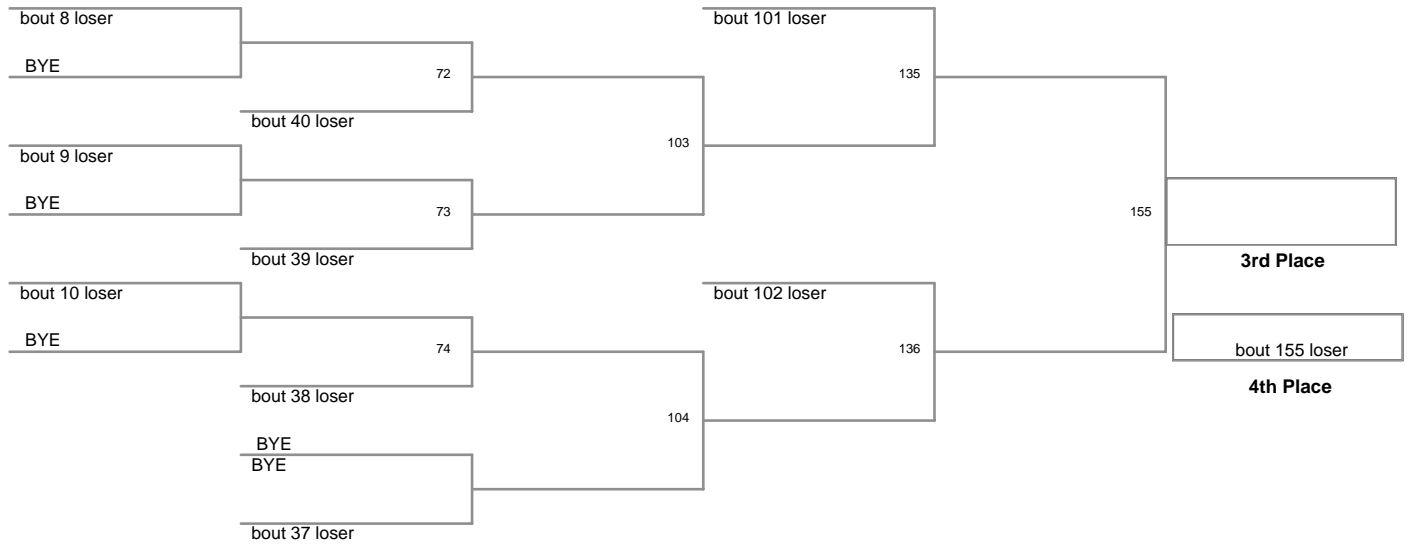 bout 8 loser
bout 101 loser
BYE
72
135
bout 40 loser
103
bout 9 loser
BYE
73
155
bout 39 loser
3rd Place
bout 10 loser
bout 102 loser
BYE
74
136
bout 155 loser
4th Place
bout 38 loser
104
BYE
BYE
bout 37 loser